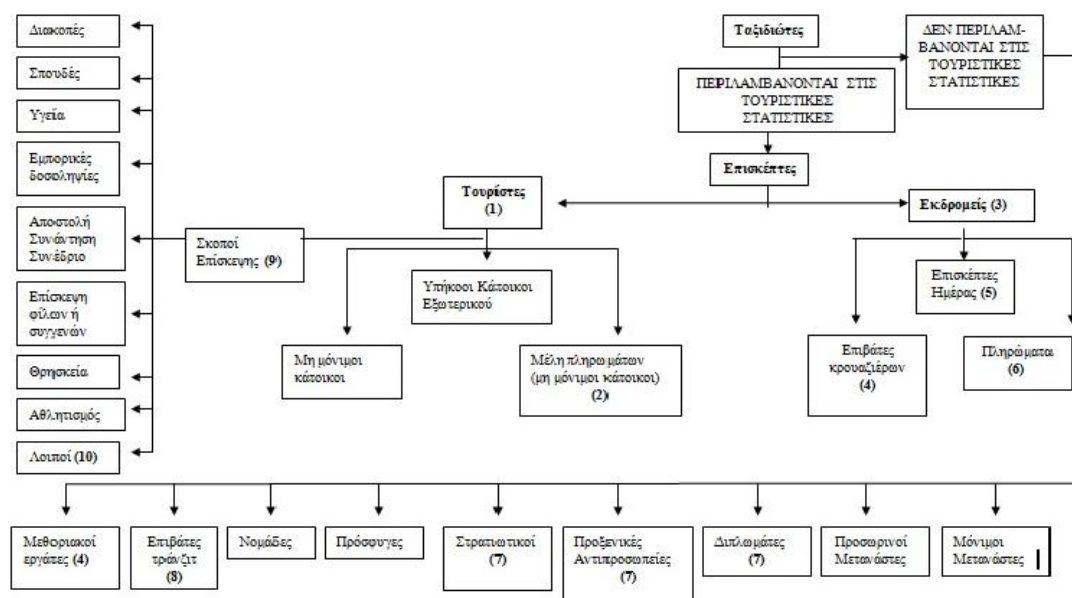 Ταξιδιώτες
ΔΕΝ ΠΕΡΙΛΑΜ-
ΒΑΝΟΝΤΑΙ ΣΤΙΣ
ΤΟΥΡΙΣΤΙΚΕΣ
ΣΤΑΤΙΣΤΙΚΕΣ
ΠΕΡΙΛΑΜΒΑΝΟΝΤΑΙ ΣΤΙΣ
ΤΟΥΡΙΣΤΙΚΕΣ
ΣΤΑΤΙΣΤΙΚΕΣ
Επισκέπτες
Τουρίστες
(1)
Εκδρομείς (3)
Σκοποί
Επίσκεψης (9)
Διακοπές
Σπουδές
Υγεία
Εμπορικές
δοσοληψίες
Αποστολή
Συνάντηση
Συνέδριο
Επίσκεψη
φίλων ή
συγγενών
Θρησκεία
Αθλητισμός
Λοιποί (10)
Μη μόνιμοι
κάτοικοι
Υπήκοοι Κάτοικοι
Εξωτερικού
Μέλη πληρωμάτων
(μη μόνιμοι κάτοικοι)
(2)
Επιβάτες
κρουαζιέρων
(4)
Επισκέπτες
Ημέρας (5)
Πληρώματα
(6)
Μεθοριακοί
εργάτες (4)
Επιβάτες
τράνζιτ
(8)
Νομάδες
Πρόσφυγες
Στρατιωτικοί
(7)
Προξενικές
Αντιπροσωπείες
(7)
Διπλωμάτες
(7)
Προσωρινοί
Μετανάστες
Μόνιμοι
Μετανάστες